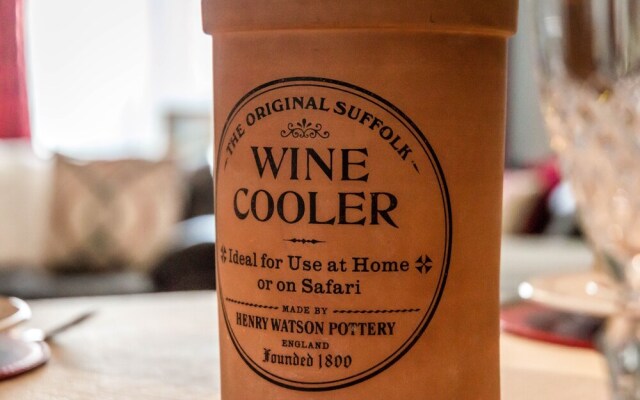 THE ORIGINAL SUFFOLK
WINE
COOLER
Ideal for Use at Home
or on Safari
MADE BY
HENRY WATSON POTTERY
ENGLAND
Founded 1800